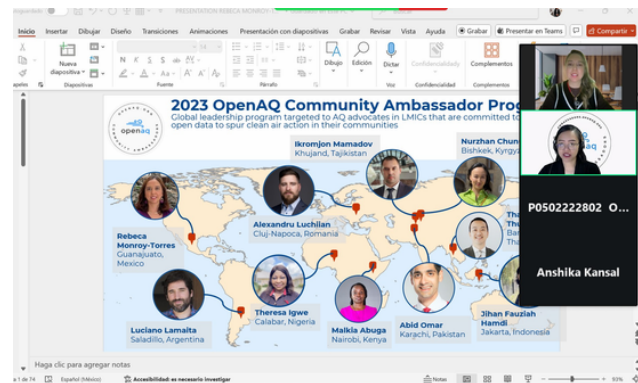 PRESENTATION REBECA MONROY-T
Inicio Insertar Dibujar Diseño Transiciones Animaciones Presentación con diapositivas Grabar Revisar Vista Ayuda Grabar Presentar en Teams Compartir
Nueva
diapositiva
Dibujo Edición Dictar Confidencialidad Complementos
Diapositivas Fuente Párrafo Voz Confidencialidad Complementos
openaq
2023 OpenAQ Community Ambassador Prog
Global leadership program targeted to AQ advocates in LMICs that are committed to
open data to spur clean air action in their communities
Ikromjon Mamadov
Khujand, Tajikistan
Nurzhan Chun
Bishkek, Kyrgyz
Alexandru Luchiian
Cluj-Napoca, Romania
Rebeca
Monroy-Torres
Guanajuato,
Mexico
Luciano Lamaita
Saladillo, Argentina
Theresa Igwe
Calabar, Nigeria
Malkia Abuga
Nairobi, Kenya
Abid Omar
Karachi, Pakistan
Jihan Fauziah
Hamdi
Jakarta, Indonesia
P0502222802 O...
Anshika Kansal
Haga clic para agregar notas
1 de 74 Español (México) Accesibilidad: es necesario investigar Notas 93%